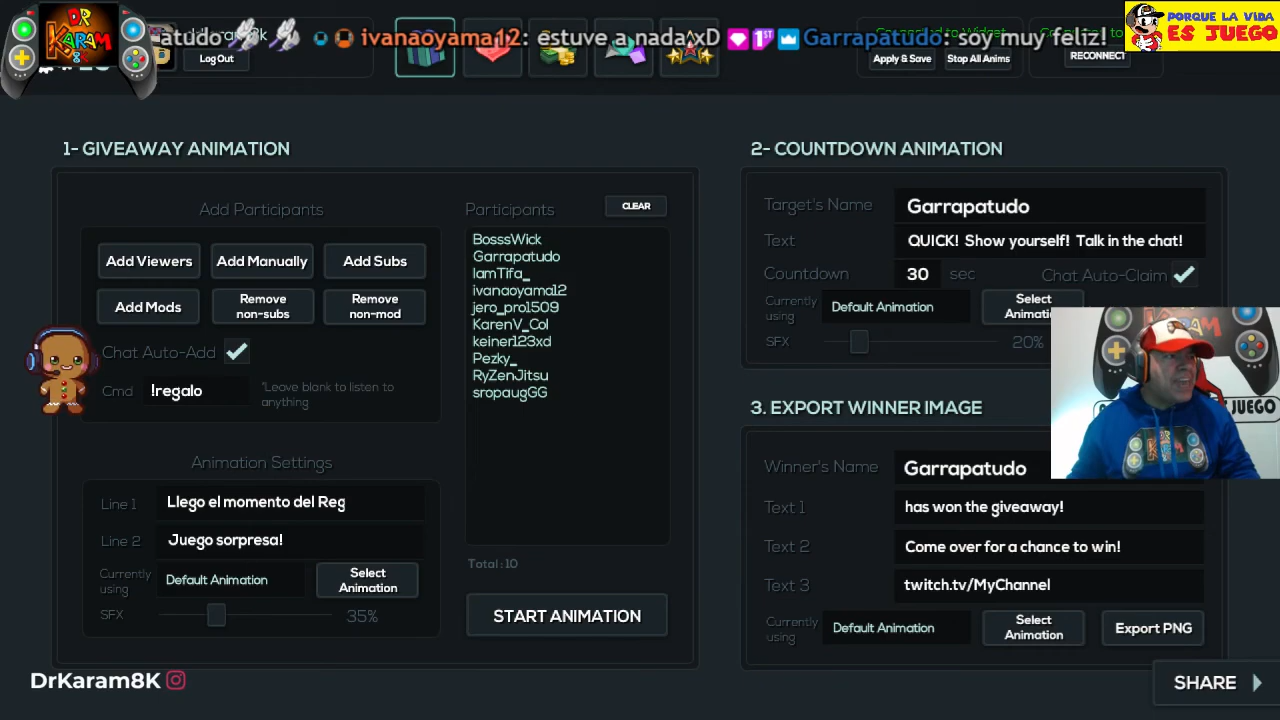 DR
KARAM
8K
atudo ivanaoyama12: estuve a nada xD Garrapatudo: soy muy feliz!
PORQUE LA VIDA
ES JUEGO
Log Out
Apply & Save
Stop All Anims
RECONNECT
1- GIVEAWAY ANIMATION
Add Participants
Add Viewers
Add Manually
Add Subs
Add Mods
Remove
non-subs
Remove
non-mod
Chat Auto-Add
Cmd !regalo
*Leave blank to listen to
anything
Animation Settings
Line 1 Llego el momento del Reg
Line 2 Juego sorpresa!
Currently
using
Default Animation
Select
Animation
SFX 35%
Participants
CLEAR
BosssWick
Garrapatudo
IamTifa_
ivanaoyama12
jero_pro1509
KarenV_Col
keiner123xd
Pezky_
RyZenJitsu
sropaugGG
Total : 10
START ANIMATION
2- COUNTDOWN ANIMATION
Target's Name Garrapatudo
Text QUICK! Show yourself! Talk in the chat!
Countdown 30 sec
Chat Auto-Claim
Currently
using
Default Animation
Select
SFX 20%
3. EXPORT WINNER IMAGE
Winner's Name Garrapatudo
Text 1 has won the giveaway!
Text 2 Come over for a chance to win!
Text 3 twitch.tv/MyChannel
Currently
using
Default Animation
Select
Animation
Export PNG
JUEGO
DrKaram8K
SHARE